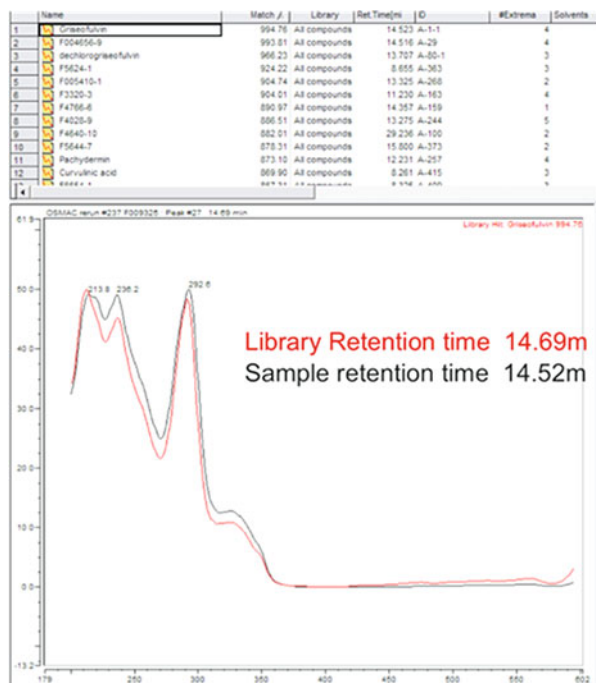 Name Match Library Ret.Time[mi ID #Extrema Solvents
1 Griseofulvin 994.76 All compounds 14.523 A-1-1 4
2 F004656-9 993.81 All compounds 14.516 A-29 4
3 dechlorogriseofulvin 966.23 All compounds 13.707 A-80-1 3
4 F5624-1 924.22 All compounds 8.655 A-363 3
5 F005410-1 904.74 All compounds 13.325 A-268 2
6 F3320-3 904.01 All compounds 11.230 A-163 4
7 F4766-6 890.97 All compounds 14.357 A-159 1
8 F4028-9 886.51 All compounds 13.275 A-244 5
9 F4640-10 882.01 All compounds 29.236 A-100 2
10 F5644-7 878.31 All compounds 15.800 A-373 2
11 Pachydermin 873.10 All compounds 12.231 A-257 4
12 Curvulinic acid 869.90 All compounds 8.261 A-415 3
OSMAC rerun #237 F009326 Peak #27 14.69 min
Library Hit: Griseofulvin 994.76
61.9
213.8 236.2 292.6
50.0
Library Retention time 14.69m
40.0
Sample retention time 14.52m
30.0
20.0
10.0
0.0
-13.2
179 250 300 350 400 450 500 550 602